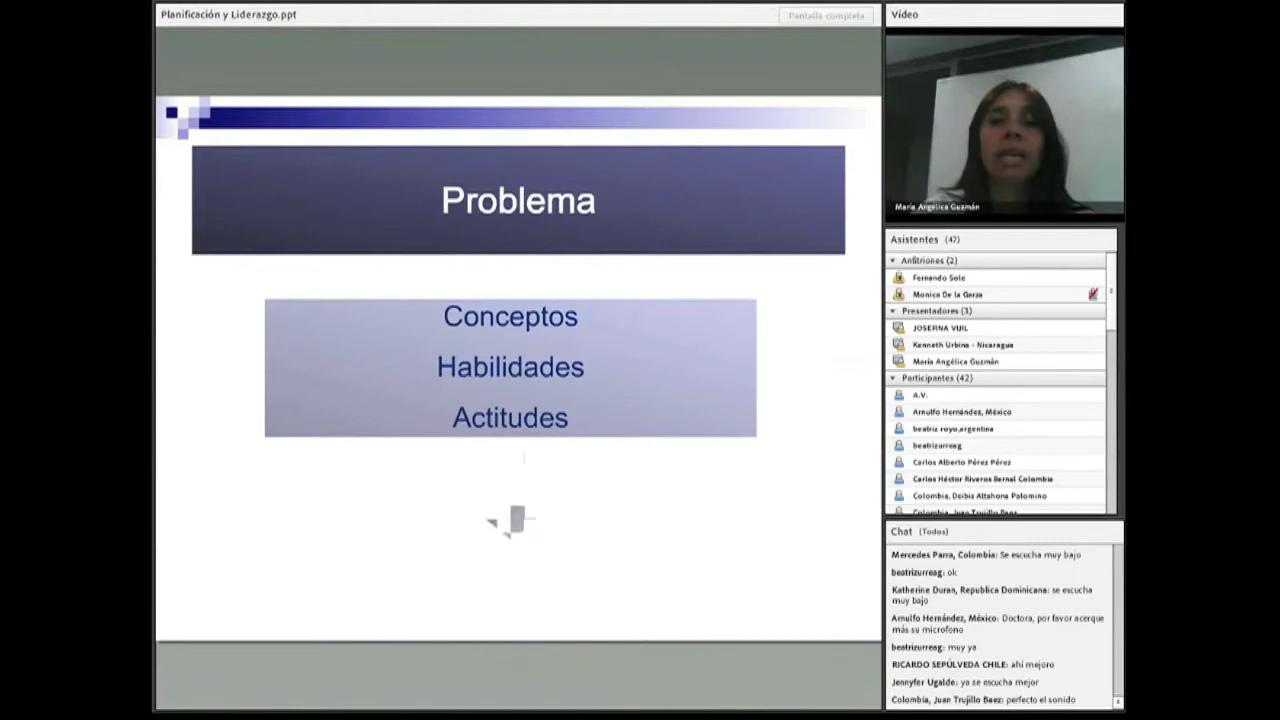 Planificación y Liderazgo.ppt
Pantalla completa
Problema
Conceptos
Habilidades
Actitudes
Video
María Angélica Guzmán
Asistentes (47)
Anfitriones (2)
Fernando Sole
Monica De la Garza
Presentadores (3)
JOSEFINA VIJIL
Kenneth Urbina - Nicaragua
María Angélica Guzmán
Participantes (42)
A.V.
Arnulfo Hernández, México
beatriz royo,argentina
beatrizurreag
Carlos Alberto Pérez Pérez
Carlos Héctor Riveros Bernal Colombia
Colombia, Deibis Altahona Palomino
Colombia, Juan Trujillo Baez
Chat (Todos)
Mercedes Parra, Colombia: Se escucha muy bajo
beatrizurreag: ok
Katherine Duran, Republica Dominicana: se escucha
muy bajo
Arnulfo Hernández, México: Doctora, por favor acerque
más su microfono
beatrizurreag: muy ya
RICARDO SEPÚLVEDA CHILE: ahi mejoro
Jennyfer Ugalde: ya se escucha mejor
Colombia, Juan Trujillo Baez: perfecto el sonido